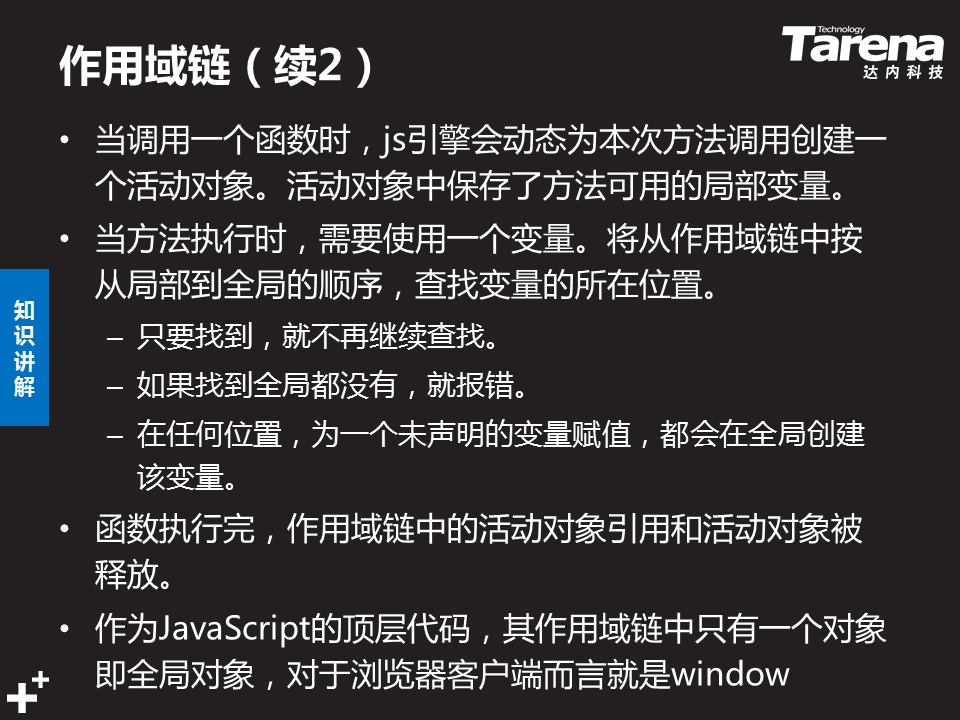 作用域链（续2）
Technology
Tarena
达内科技
• 当调用一个函数时，js引擎会动态为本次方法调用创建一
个活动对象。活动对象中保存了方法可用的局部变量。
• 当方法执行时，需要使用一个变量。将从作用域链中按
从局部到全局的顺序，查找变量的所在位置。
– 只要找到，就不再继续查找。
– 如果找到全局都没有，就报错。
– 在任何位置，为一个未声明的变量赋值，都会在全局创建
该变量。
• 函数执行完，作用域链中的活动对象引用和活动对象被
释放。
• 作为JavaScript的顶层代码，其作用域链中只有一个对象
即全局对象，对于浏览器客户端而言就是window
知
识
讲
解